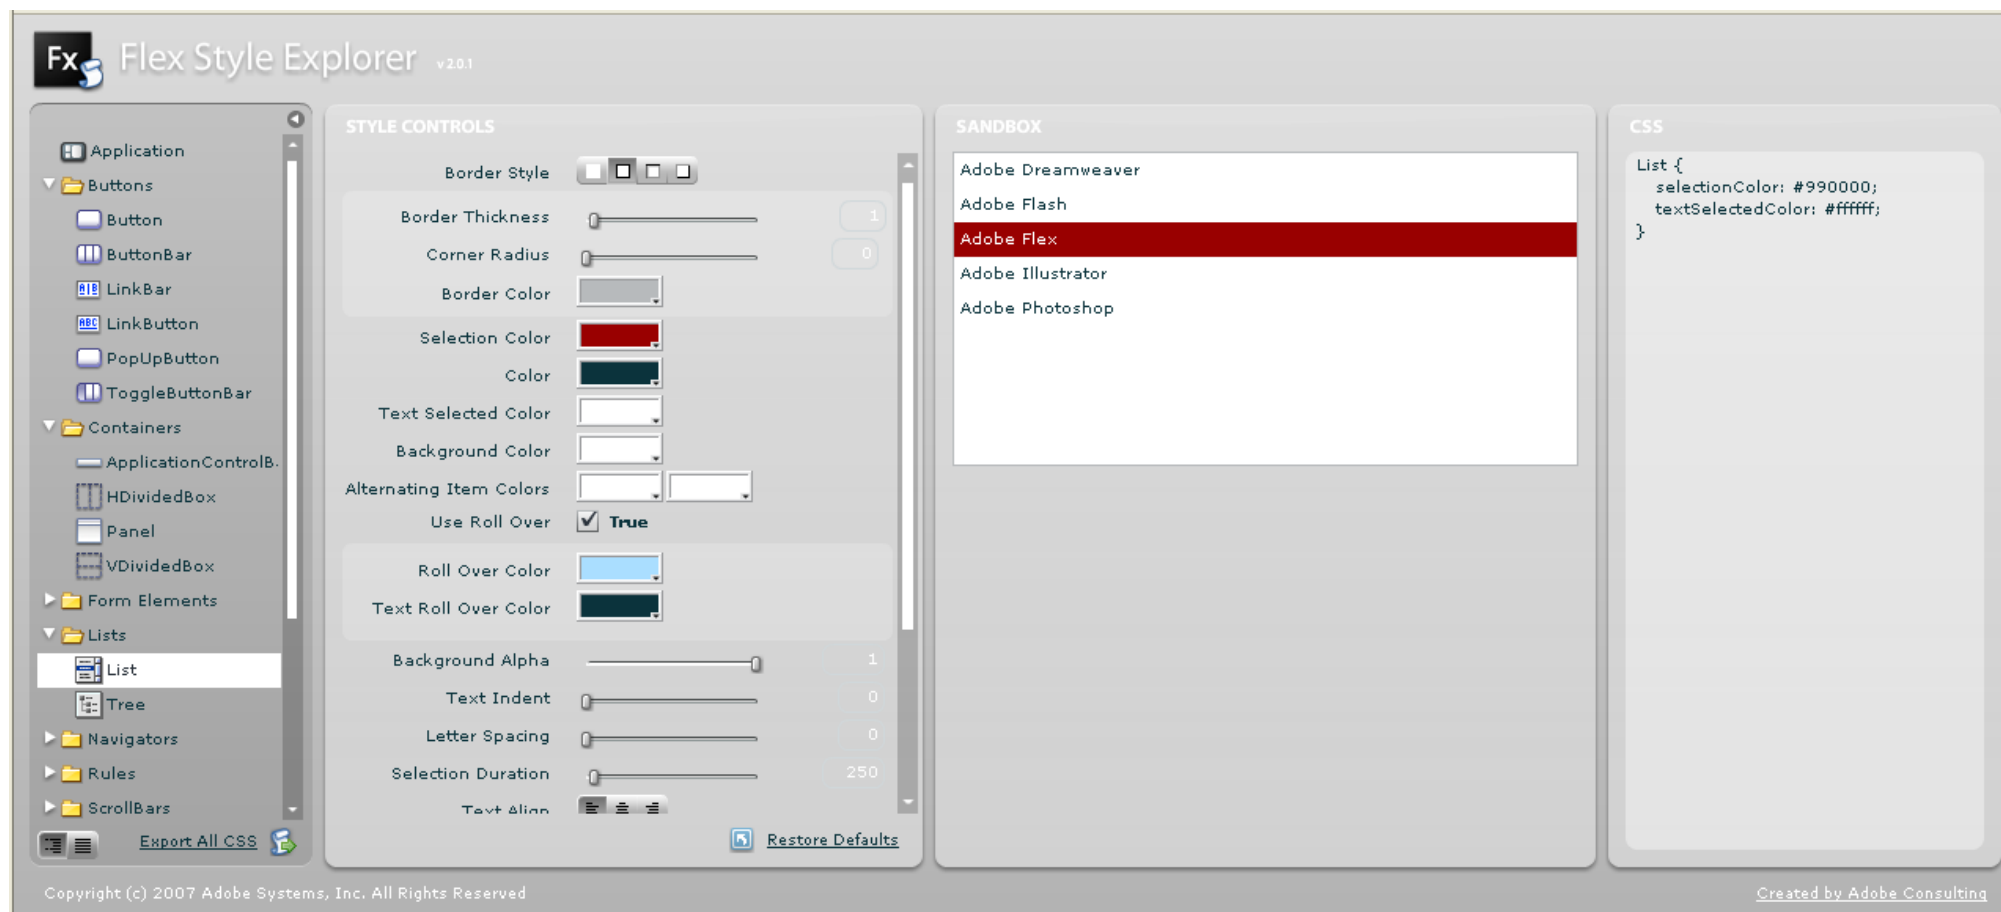 Fx Flex Style Explorer v 2.0.1
Application
Buttons
Button
ButtonBar
A|B LinkBar
ABC LinkButton
PopUpButton
ToggleButtonBar
Containers
ApplicationControlB.
HDividedBox
Panel
VDividedBox
Form Elements
Lists
List
Tree
Navigators
Rules
ScrollBars
Export All CSS
STYLE CONTROLS
Border Style
Border Thickness 1
Corner Radius 0
Border Color
Selection Color
Color
Text Selected Color
Background Color
Alternating Item Colors
Use Roll Over True
Roll Over Color
Text Roll Over Color
Background Alpha 1
Text Indent 0
Letter Spacing 0
Selection Duration 250
Text Align
Restore Defaults
SANDBOX
Adobe Dreamweaver
Adobe Flash
Adobe Flex
Adobe Illustrator
Adobe Photoshop
CSS
List {
selectionColor: #990000;
textSelectedColor: #ffffff;
}
Copyright (c) 2007 Adobe Systems, Inc. All Rights Reserved
Created by Adobe Consulting